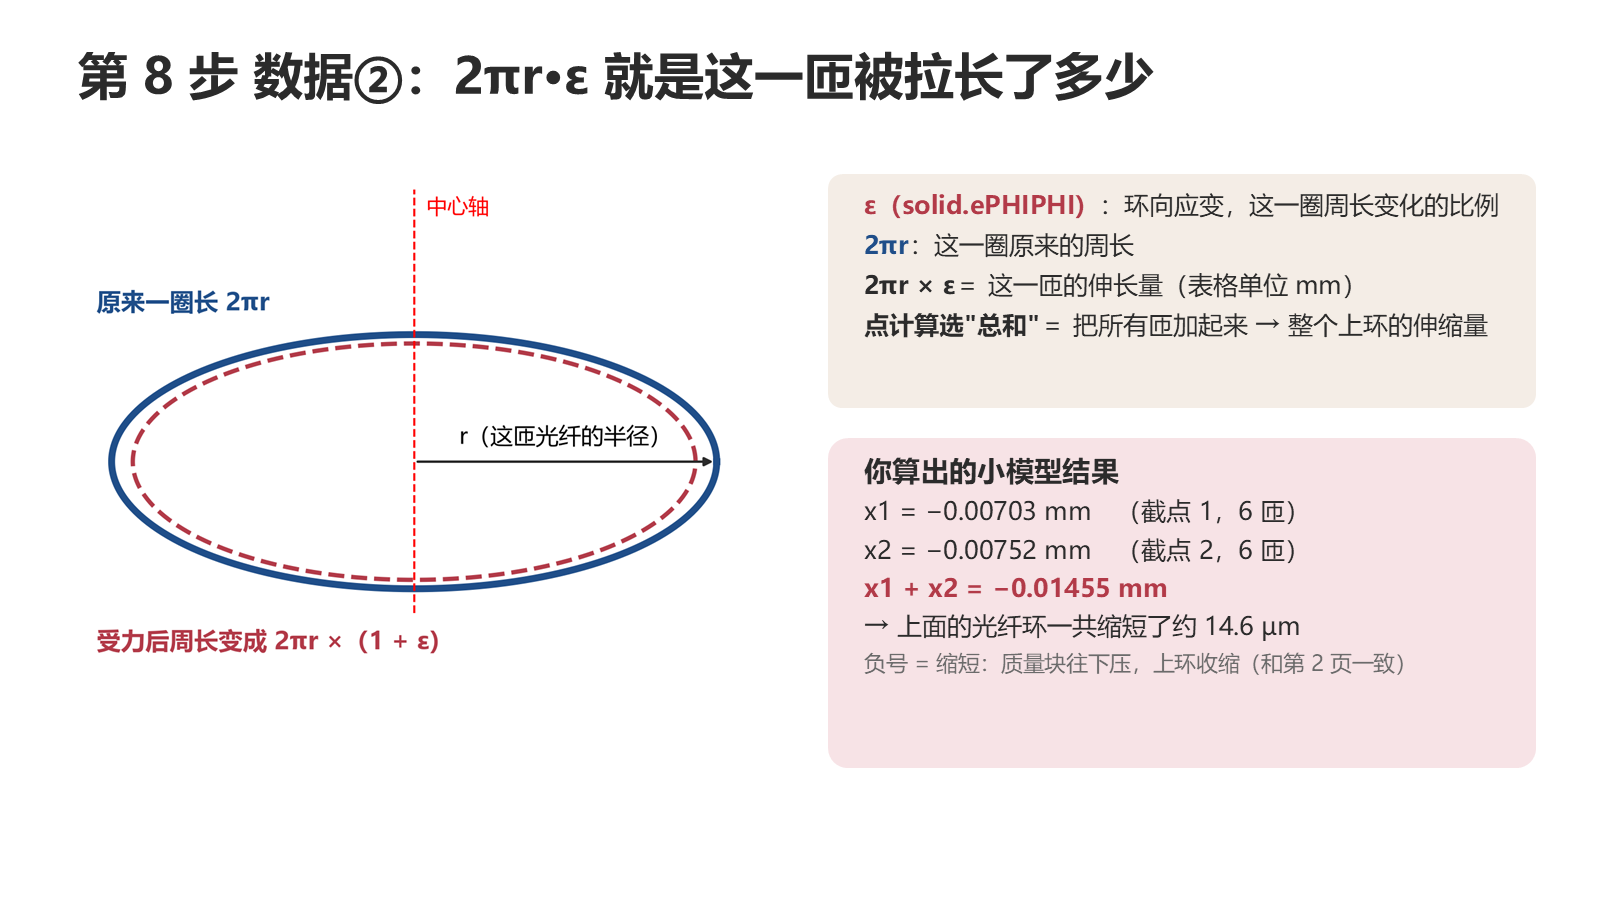 第 8 步 数据②：2πr•ε 就是这一匝被拉长了多少
中心轴
原来一圈长 2πr
r（这匝光纤的半径）
受力后周长变成 2πr ×（1 + ε）
ε（solid.ePHIPHI）：环向应变，这一圈周长变化的比例
2πr：这一圈原来的周长
2πr × ε = 这一匝的伸长量（表格单位 mm）
点计算选"总和" = 把所有匝加起来 → 整个上环的伸缩量
你算出的小模型结果
x1 = −0.00703 mm （截点 1，6 匝）
x2 = −0.00752 mm （截点 2，6 匝）
x1 + x2 = −0.01455 mm
→ 上面的光纤环一共缩短了约 14.6 µm
负号 = 缩短：质量块往下压，上环收缩（和第 2 页一致）